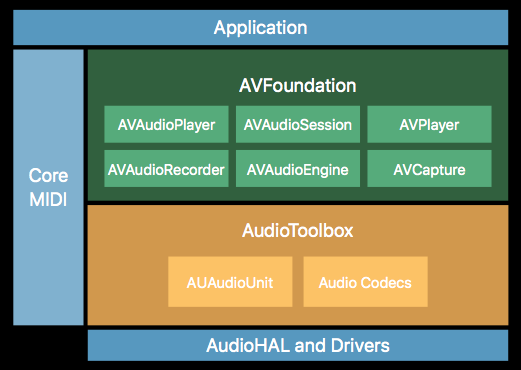 Application
Core
MIDI
AVFoundation
AVAudioPlayer
AVAudioSession
AVPlayer
AVAudioRecorder
AVAudioEngine
AVCapture
AudioToolbox
AUAudioUnit
Audio Codecs
AudioHAL and Drivers